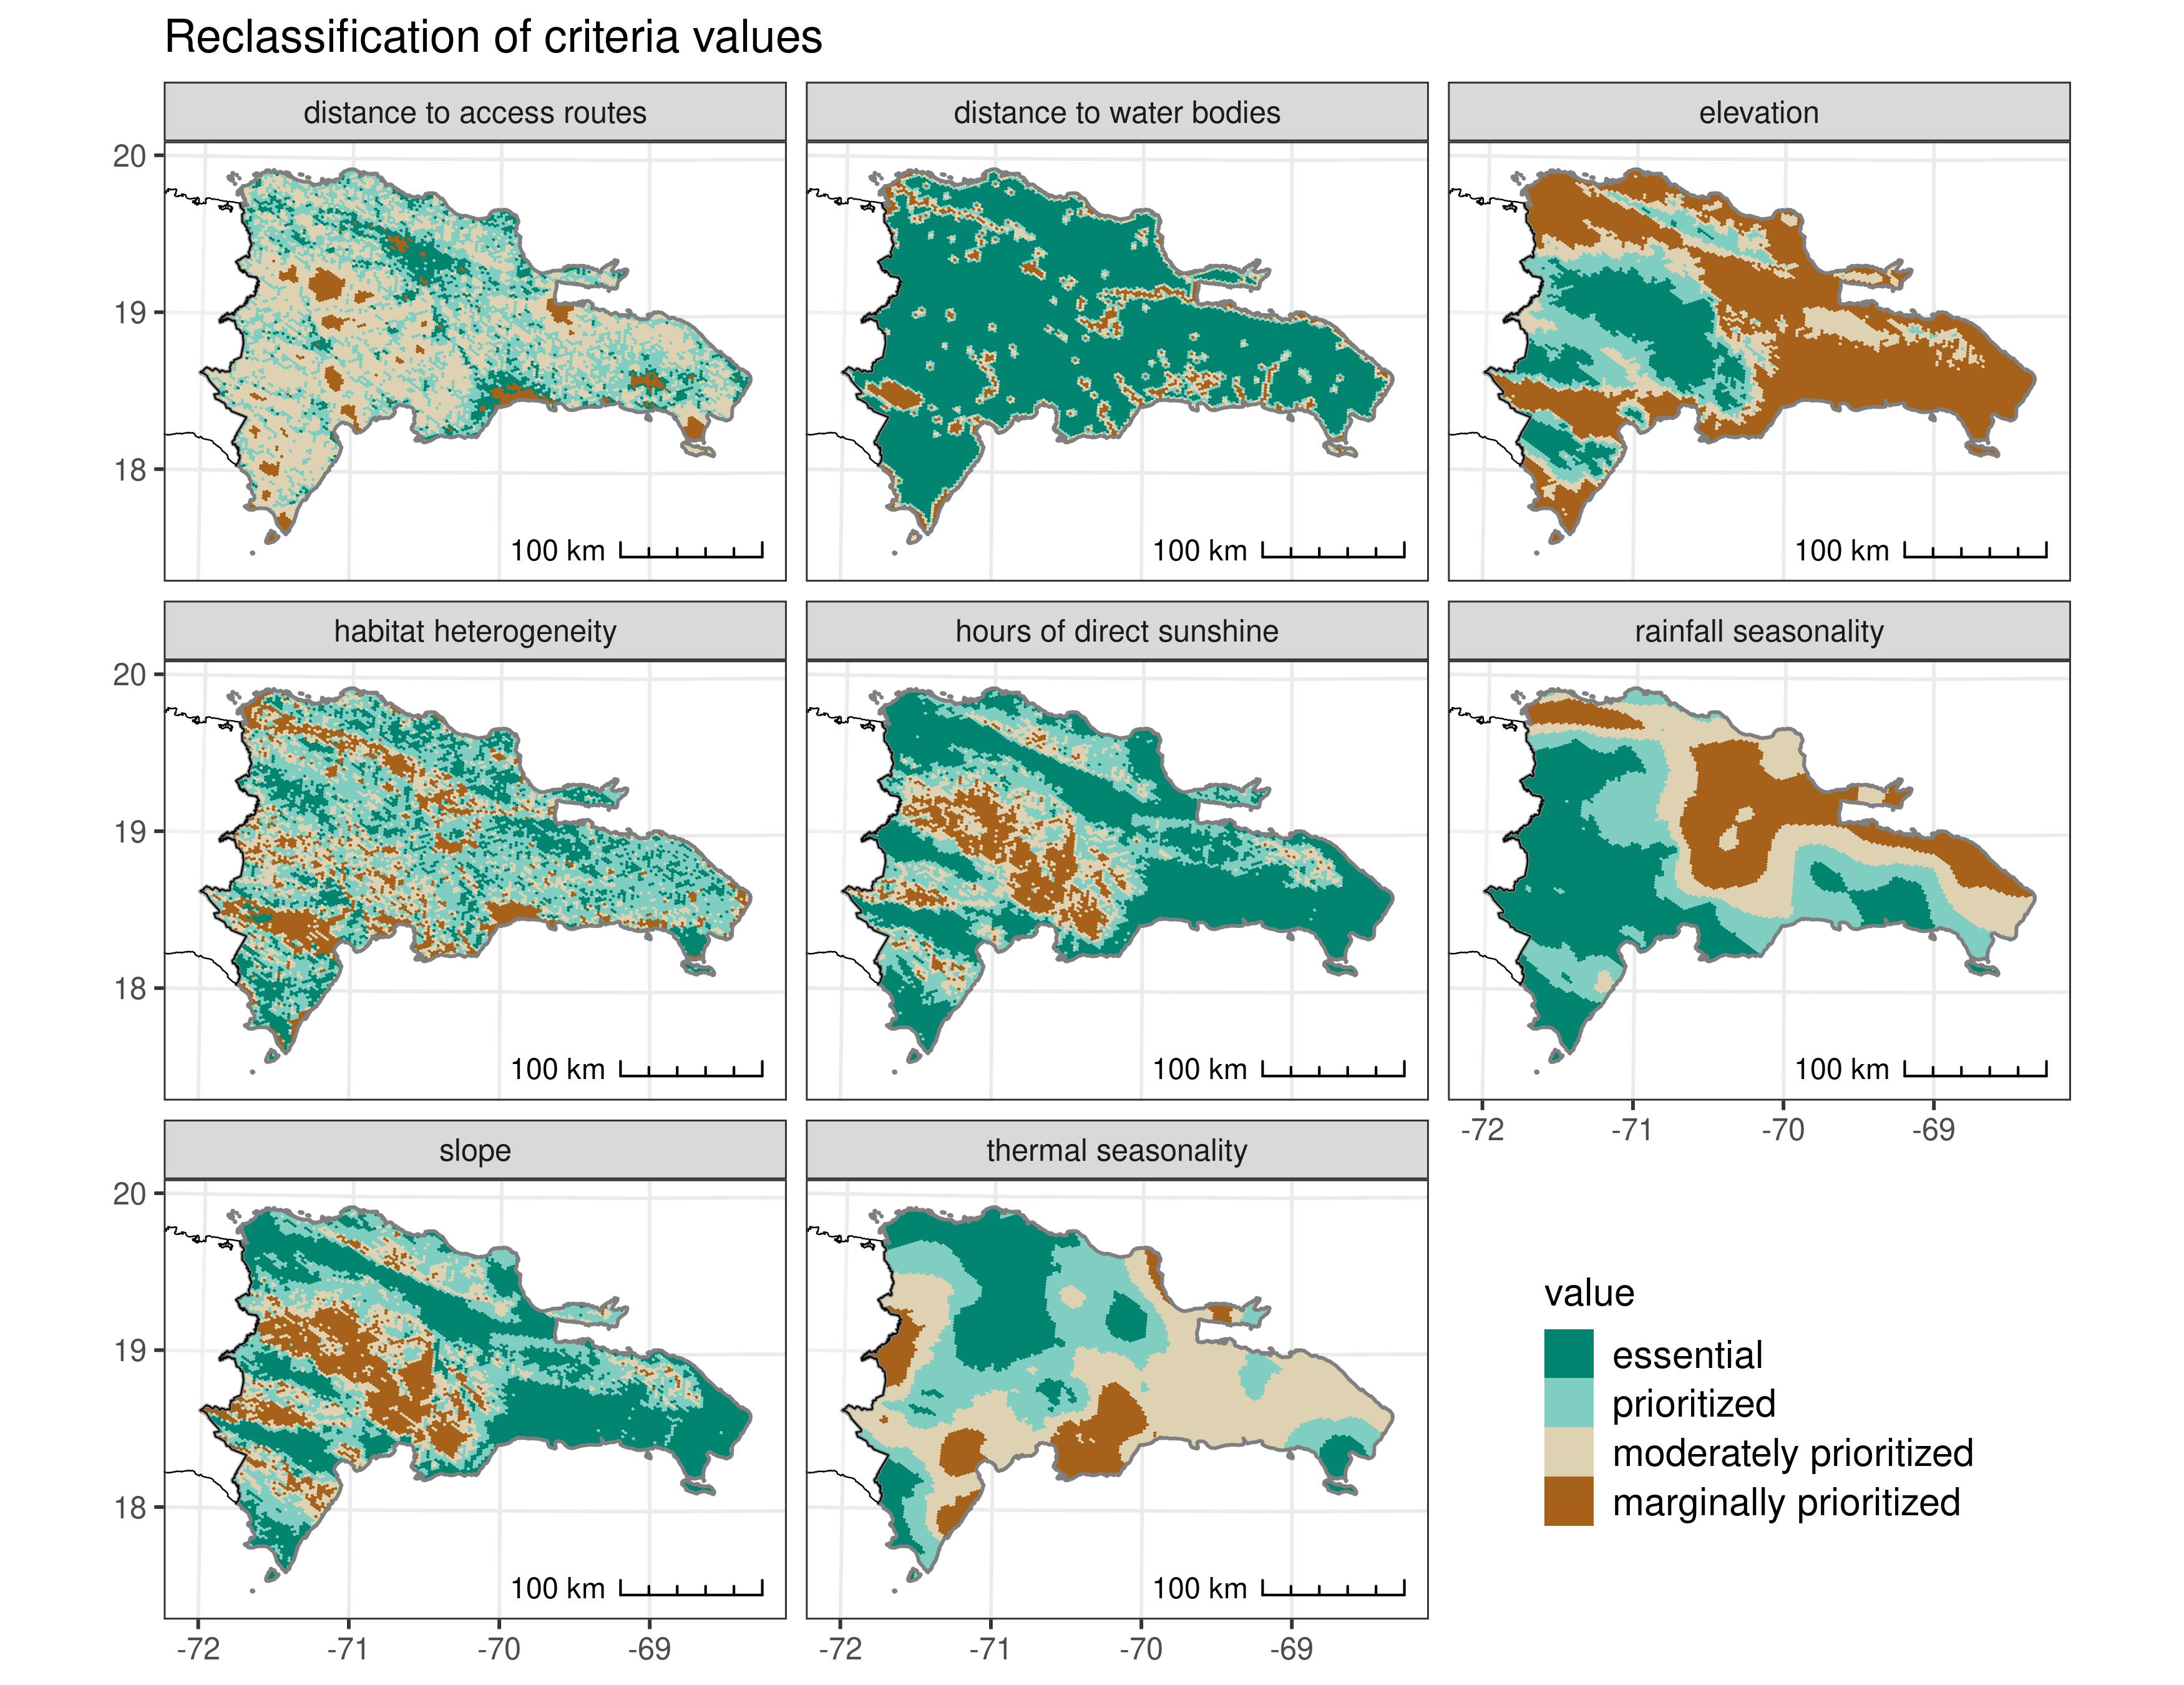 Reclassification of criteria values
distance to access routes
distance to water bodies
elevation
20
19
18
100 km
100 km
100 km
habitat heterogeneity
hours of direct sunshine
rainfall seasonality
20
19
18
100 km
100 km
100 km
-72
-71
-70
-69
slope
thermal seasonality
20
19
18
100 km
100 km
-72
-71
-70
-69
-72
-71
-70
-69
value
essential
prioritized
moderately prioritized
marginally prioritized